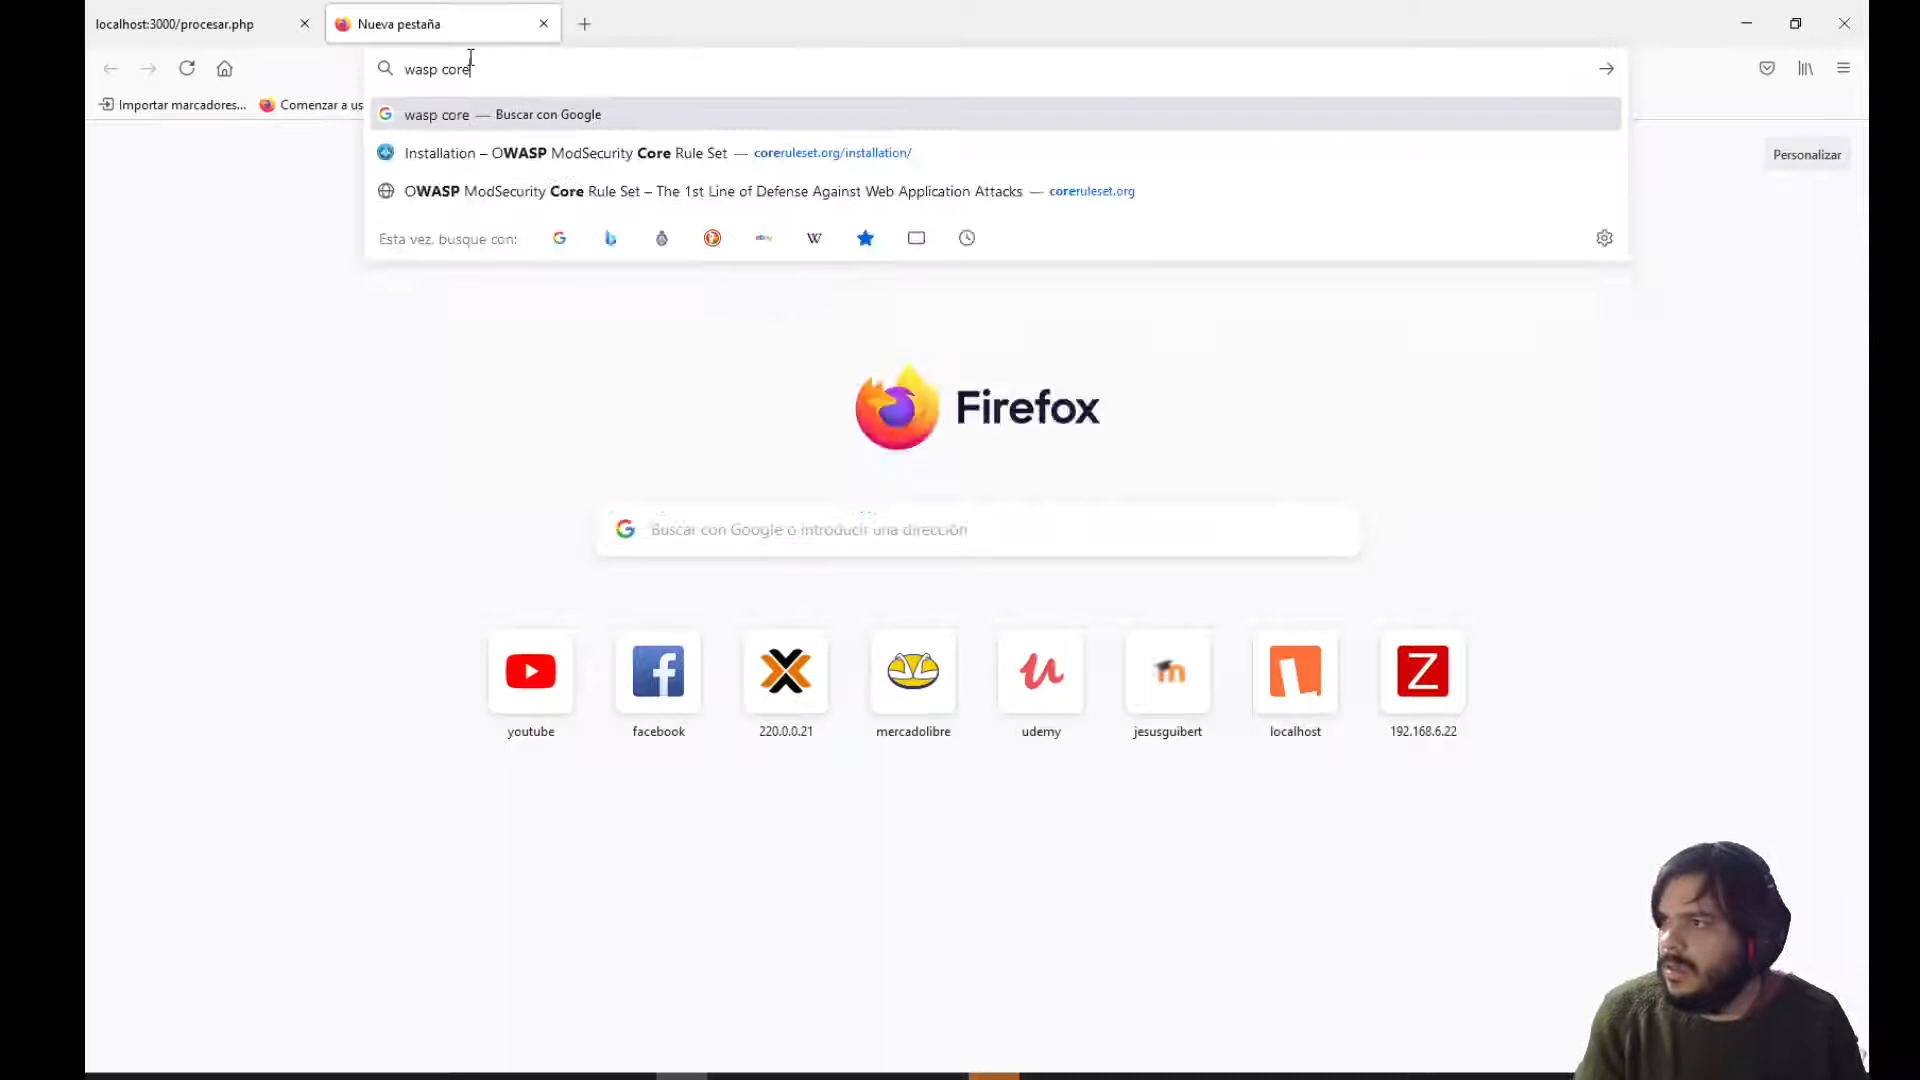 localhost:3000/procesar.php
Nueva pestaña
wasp core
Importar marcadores...
Comenzar a us
wasp core — Buscar con Google
Installation – OWASP ModSecurity Core Rule Set — coreruleset.org/installation/
OWASP ModSecurity Core Rule Set – The 1st Line of Defense Against Web Application Attacks — coreruleset.org
Esta vez, busque con:
Personalizar
Firefox
Buscar con Google o introducir una dirección
youtube
facebook
220.0.0.21
mercadolibre
udemy
jesusguibert
localhost
192.168.6.22